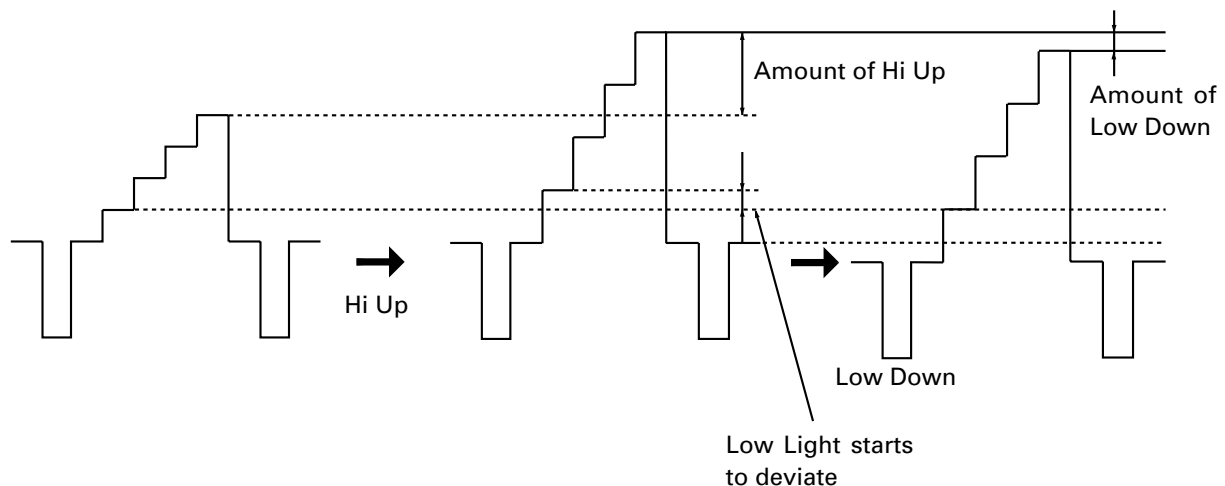 Amount of Hi Up
Amount of
Low Down
Hi Up
Low Down
Low Light starts
to deviate